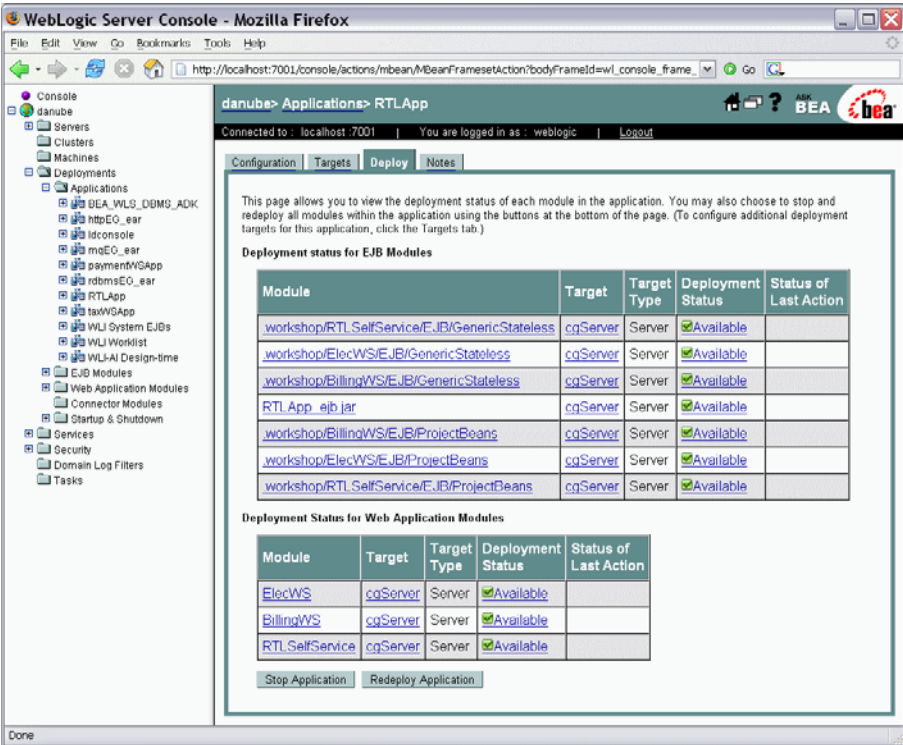 WebLogic Server Console - Mozilla Firefox
File Edit View Go Bookmarks Tools Help
http://localhost:7001/console/actions/mbean/MBeanFramesetAction?bodyFrameId=wl_console_frame_
Go
Console
danube
Servers
Clusters
Machines
Deployments
Applications
BEA_WLS_DBMS_ADK
httpEG_ear
ldconsole
mqEG_ear
paymentWSApp
rdbmsEG_ear
RTLApp
taxWSApp
WLI System EJBs
WLI Worklist
WLI-AI Design-time
EJB Modules
Web Application Modules
Connector Modules
Startup & Shutdown
Services
Security
Domain Log Filters
Tasks
danube> Applications> RTLApp
? ASK BEA bea
Connected to : localhost :7001 | You are logged in as : weblogic | Logout
Configuration Targets Deploy Notes
This page allows you to view the deployment status of each module in the application. You may also choose to stop and
redeploy all modules within the application using the buttons at the bottom of the page. (To configure additional deployment
targets for this application, click the Targets tab.)
Deployment status for EJB Modules
Module Target Target Type Deployment Status Status of Last Action
.workshop/RTLSelfService/EJB/GenericStateless cgServer Server Available
.workshop/ElecWS/EJB/GenericStateless cgServer Server Available
.workshop/BillingWS/EJB/GenericStateless cgServer Server Available
RTLApp_ejb.jar cgServer Server Available
.workshop/BillingWS/EJB/ProjectBeans cgServer Server Available
.workshop/ElecWS/EJB/ProjectBeans cgServer Server Available
.workshop/RTLSelfService/EJB/ProjectBeans cgServer Server Available
Deployment Status for Web Application Modules
Module Target Target Type Deployment Status Status of Last Action
ElecWS cgServer Server Available
BillingWS cgServer Server Available
RTLSelfService cgServer Server Available
Stop Application Redeploy Application
Done